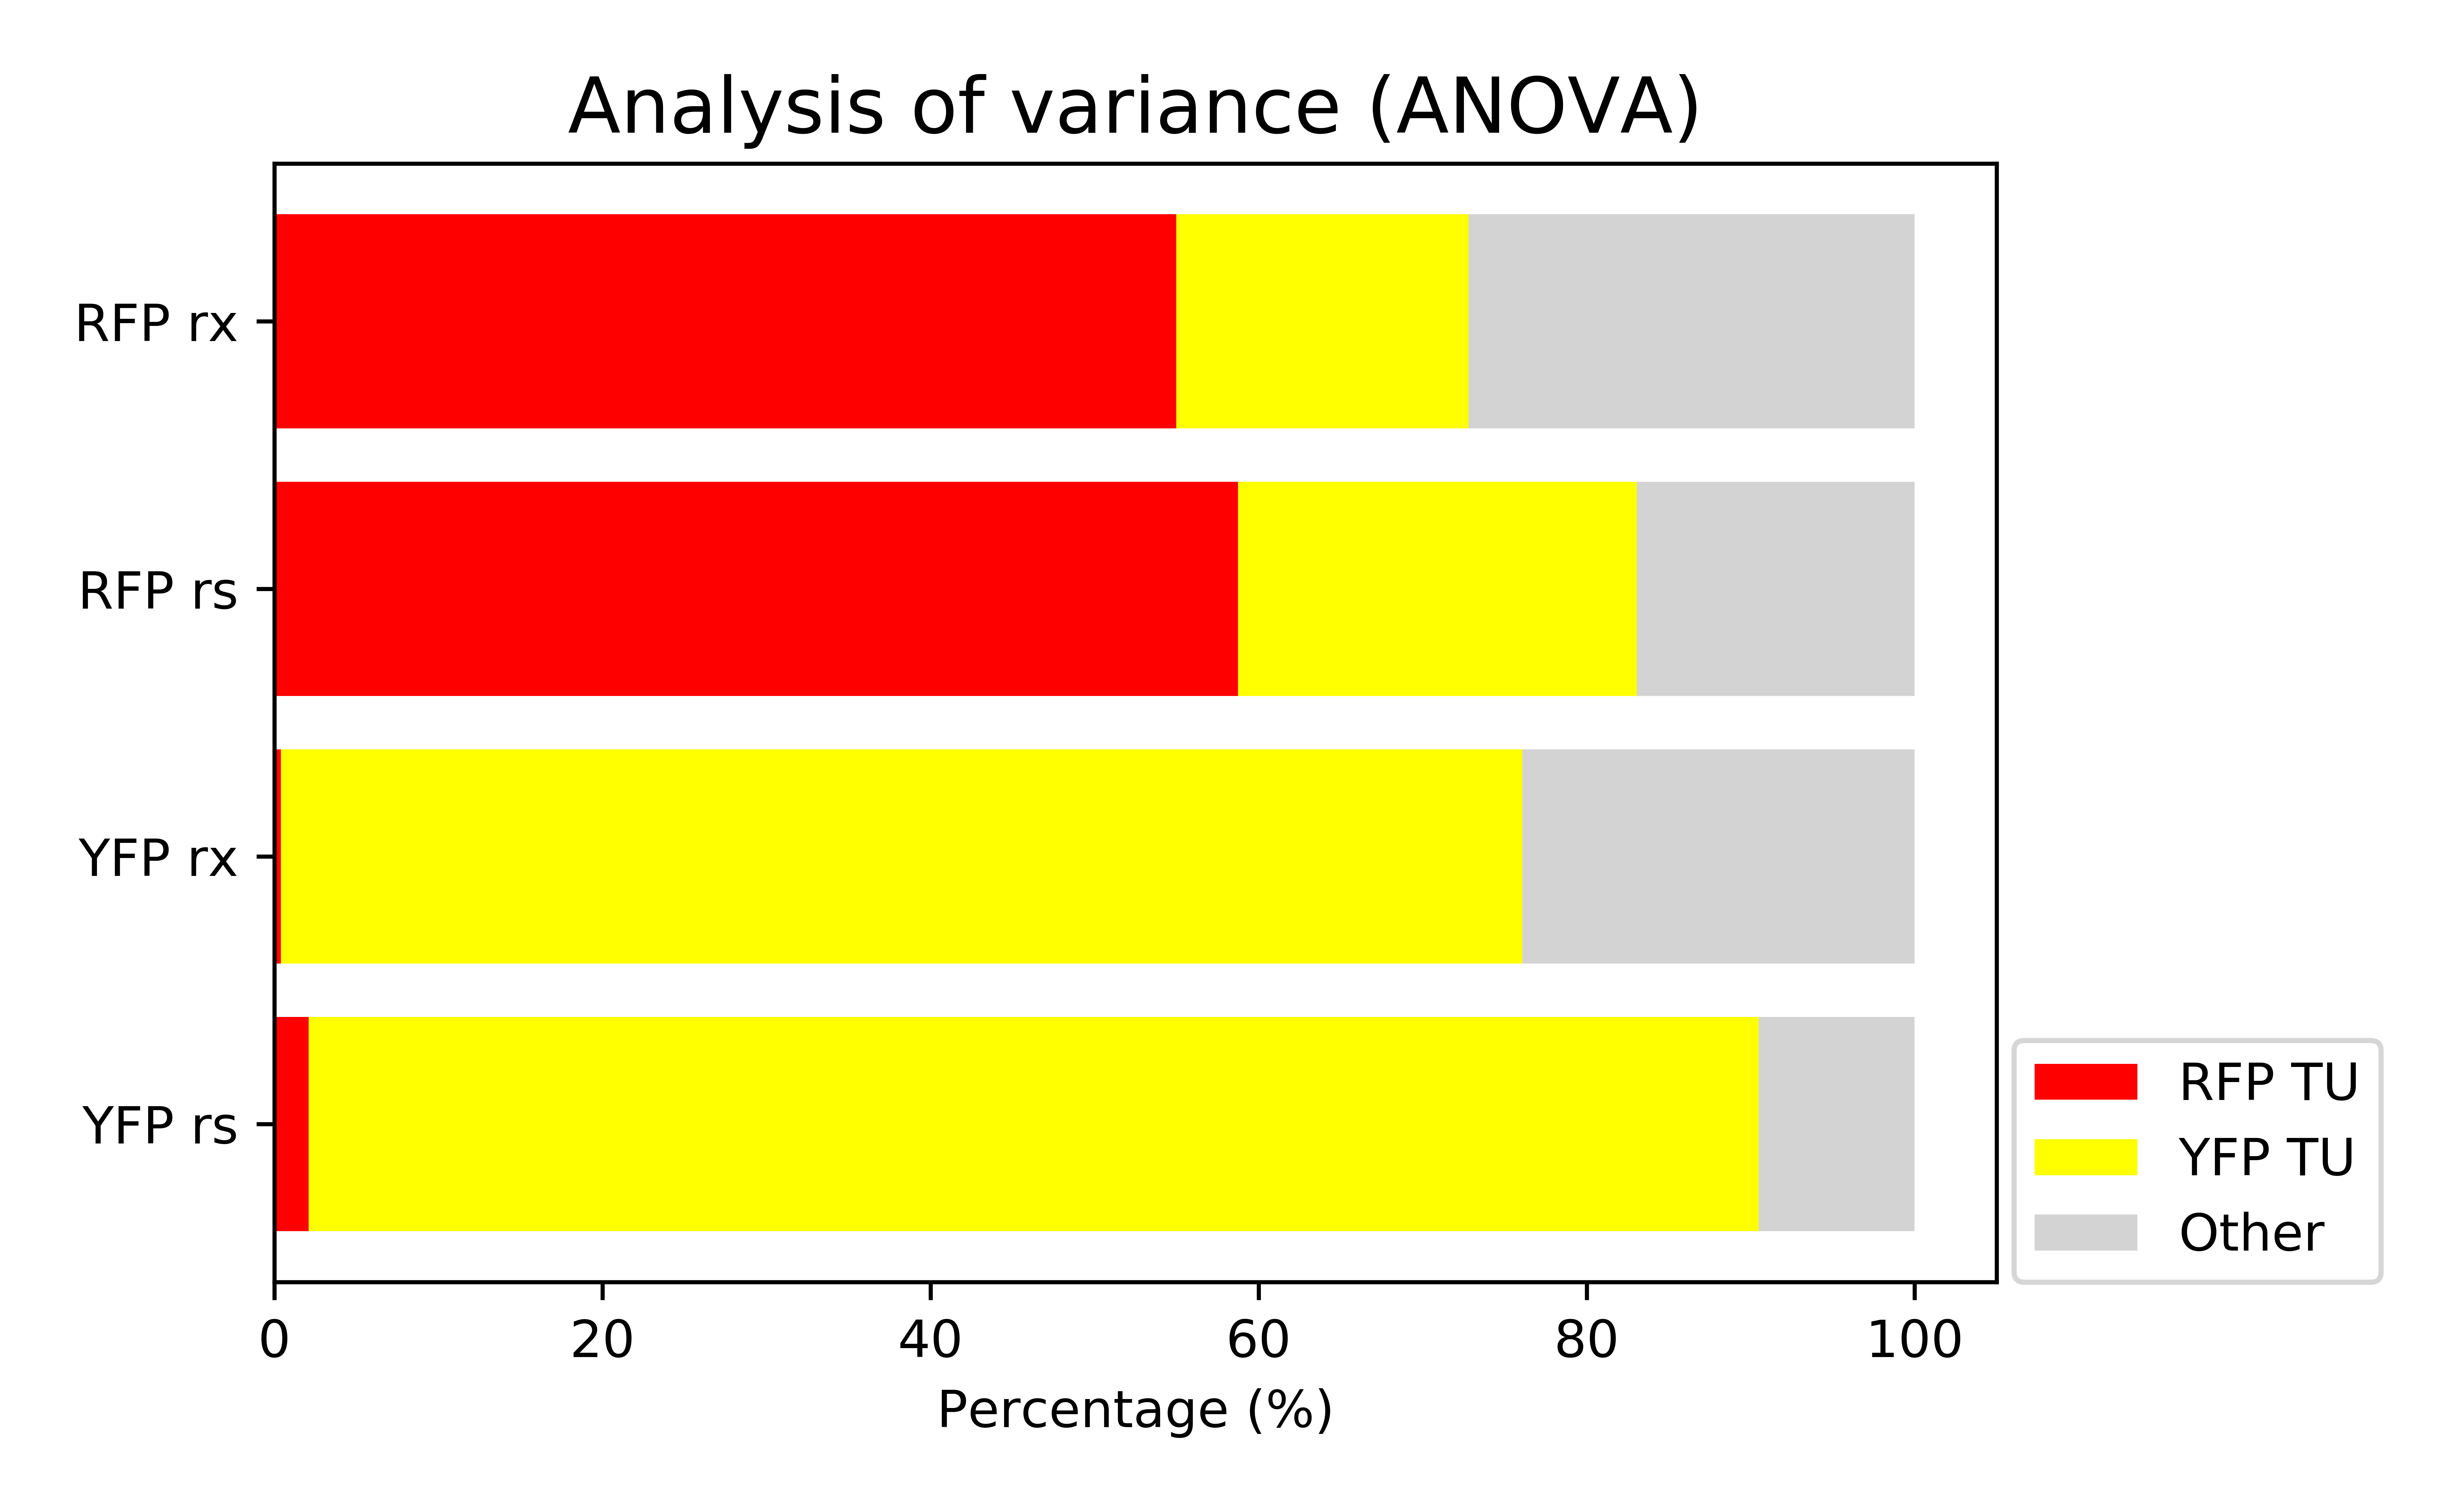 Analysis of variance (ANOVA)
RFP rx
RFP rs
YFP rx
YFP rs
RFP TU
YFP TU
Other
0 20 40 60 80 100
Percentage (%)